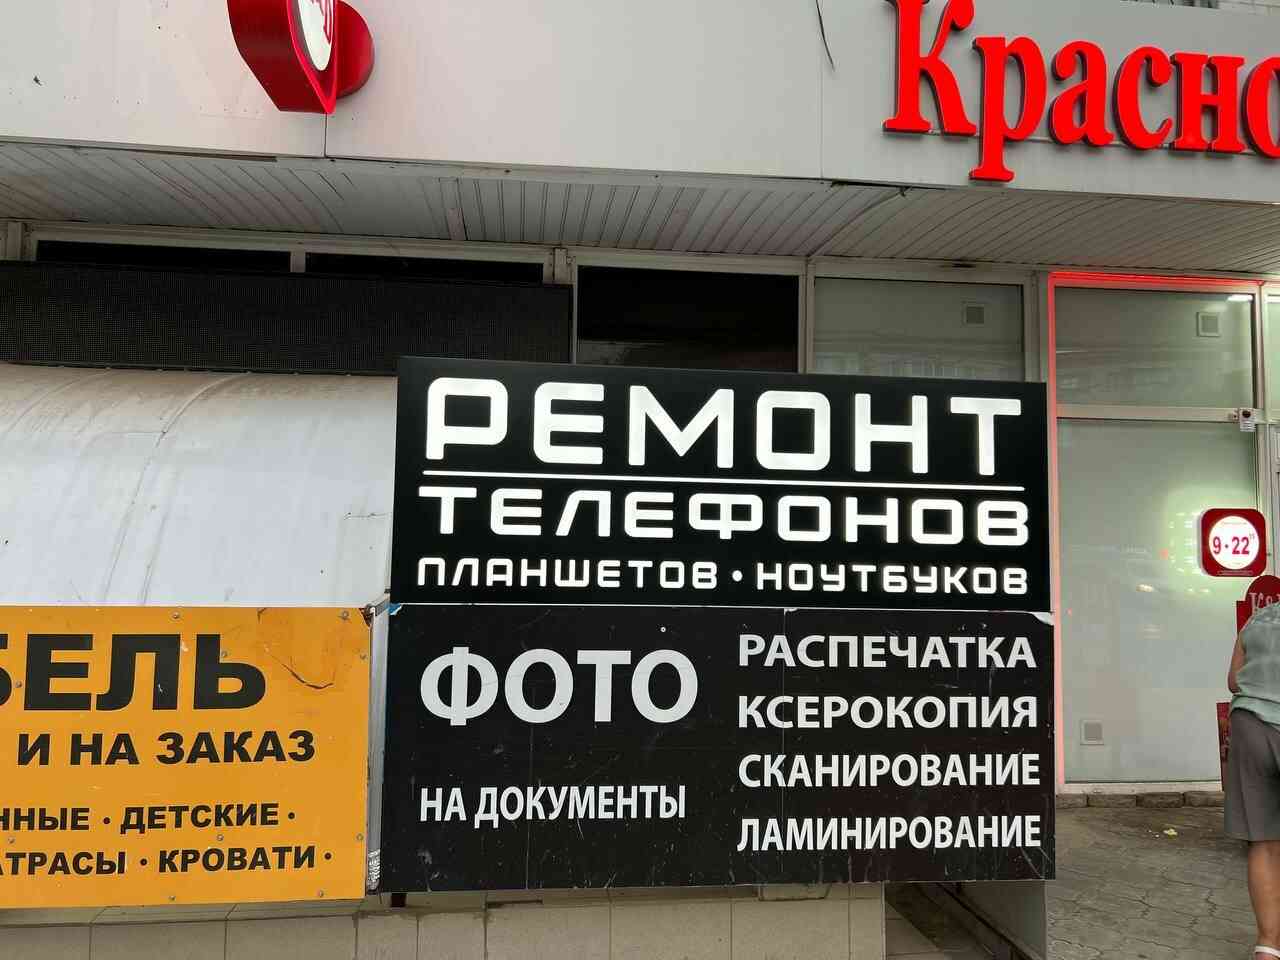 Красно
РЕМОНТ
ТЕЛЕФОНОВ
ПЛАНШЕТОВ • НОУТБУКОВ
9-22
ФОТО
НА ДОКУМЕНТЫ
РАСПЕЧАТКА
КСЕРОКОПИЯ
СКАНИРОВАНИЕ
ЛАМИНИРОВАНИЕ
БЕЛЬ
И НА ЗАКАЗ
ННЫЕ • ДЕТСКИЕ •
АТРАСЫ • КРОВАТИ •